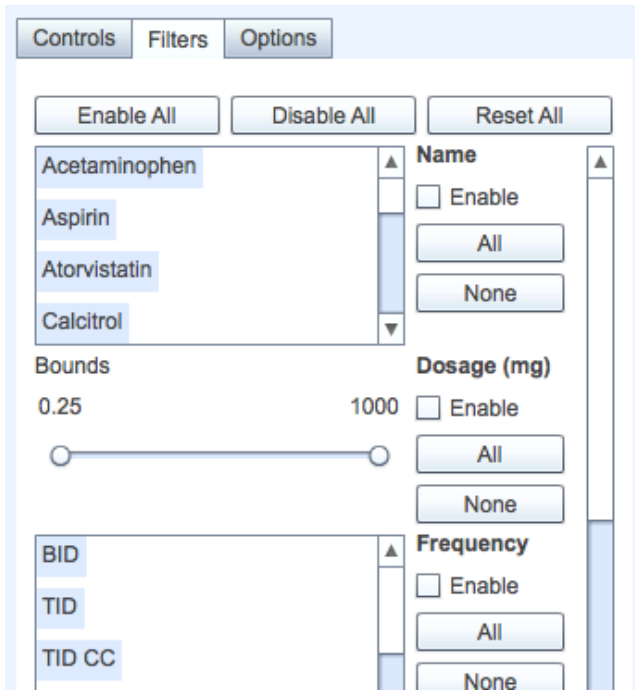 Controls Filters Options
Enable All Disable All Reset All
Acetaminophen
Aspirin
Atorvistatin
Calcitrol
Name
Enable
All
None
Bounds
0.25 1000
Dosage (mg)
Enable
All
None
BID
TID
TID CC
Frequency
Enable
All
None